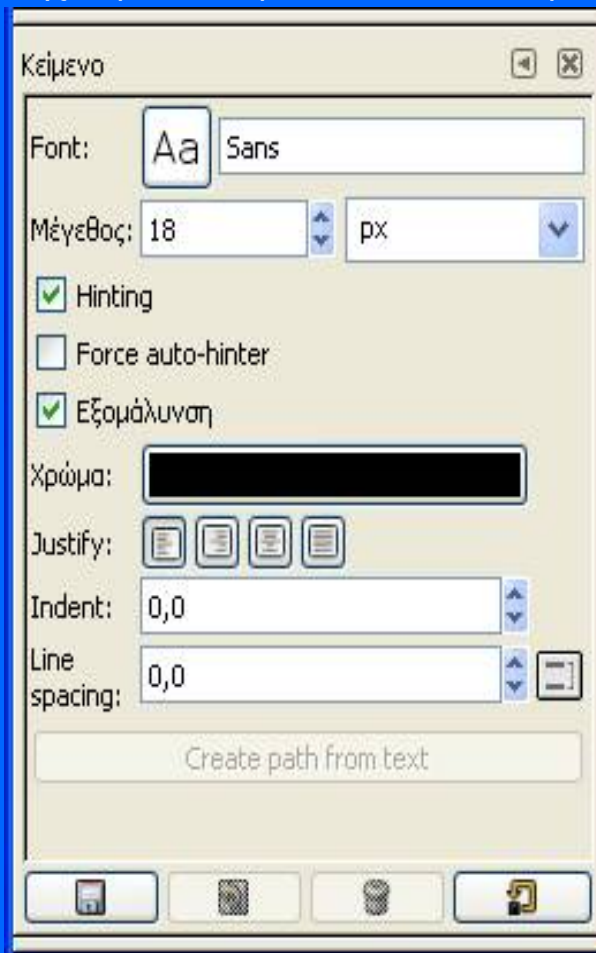 Κείμενο
Font: Aa Sans
Μέγεθος: 18 px
Hinting
Force auto-hinter
Εξομάλυνση
Χρώμα:
Justify:
Indent: 0,0
Line
spacing: 0,0
Create path from text